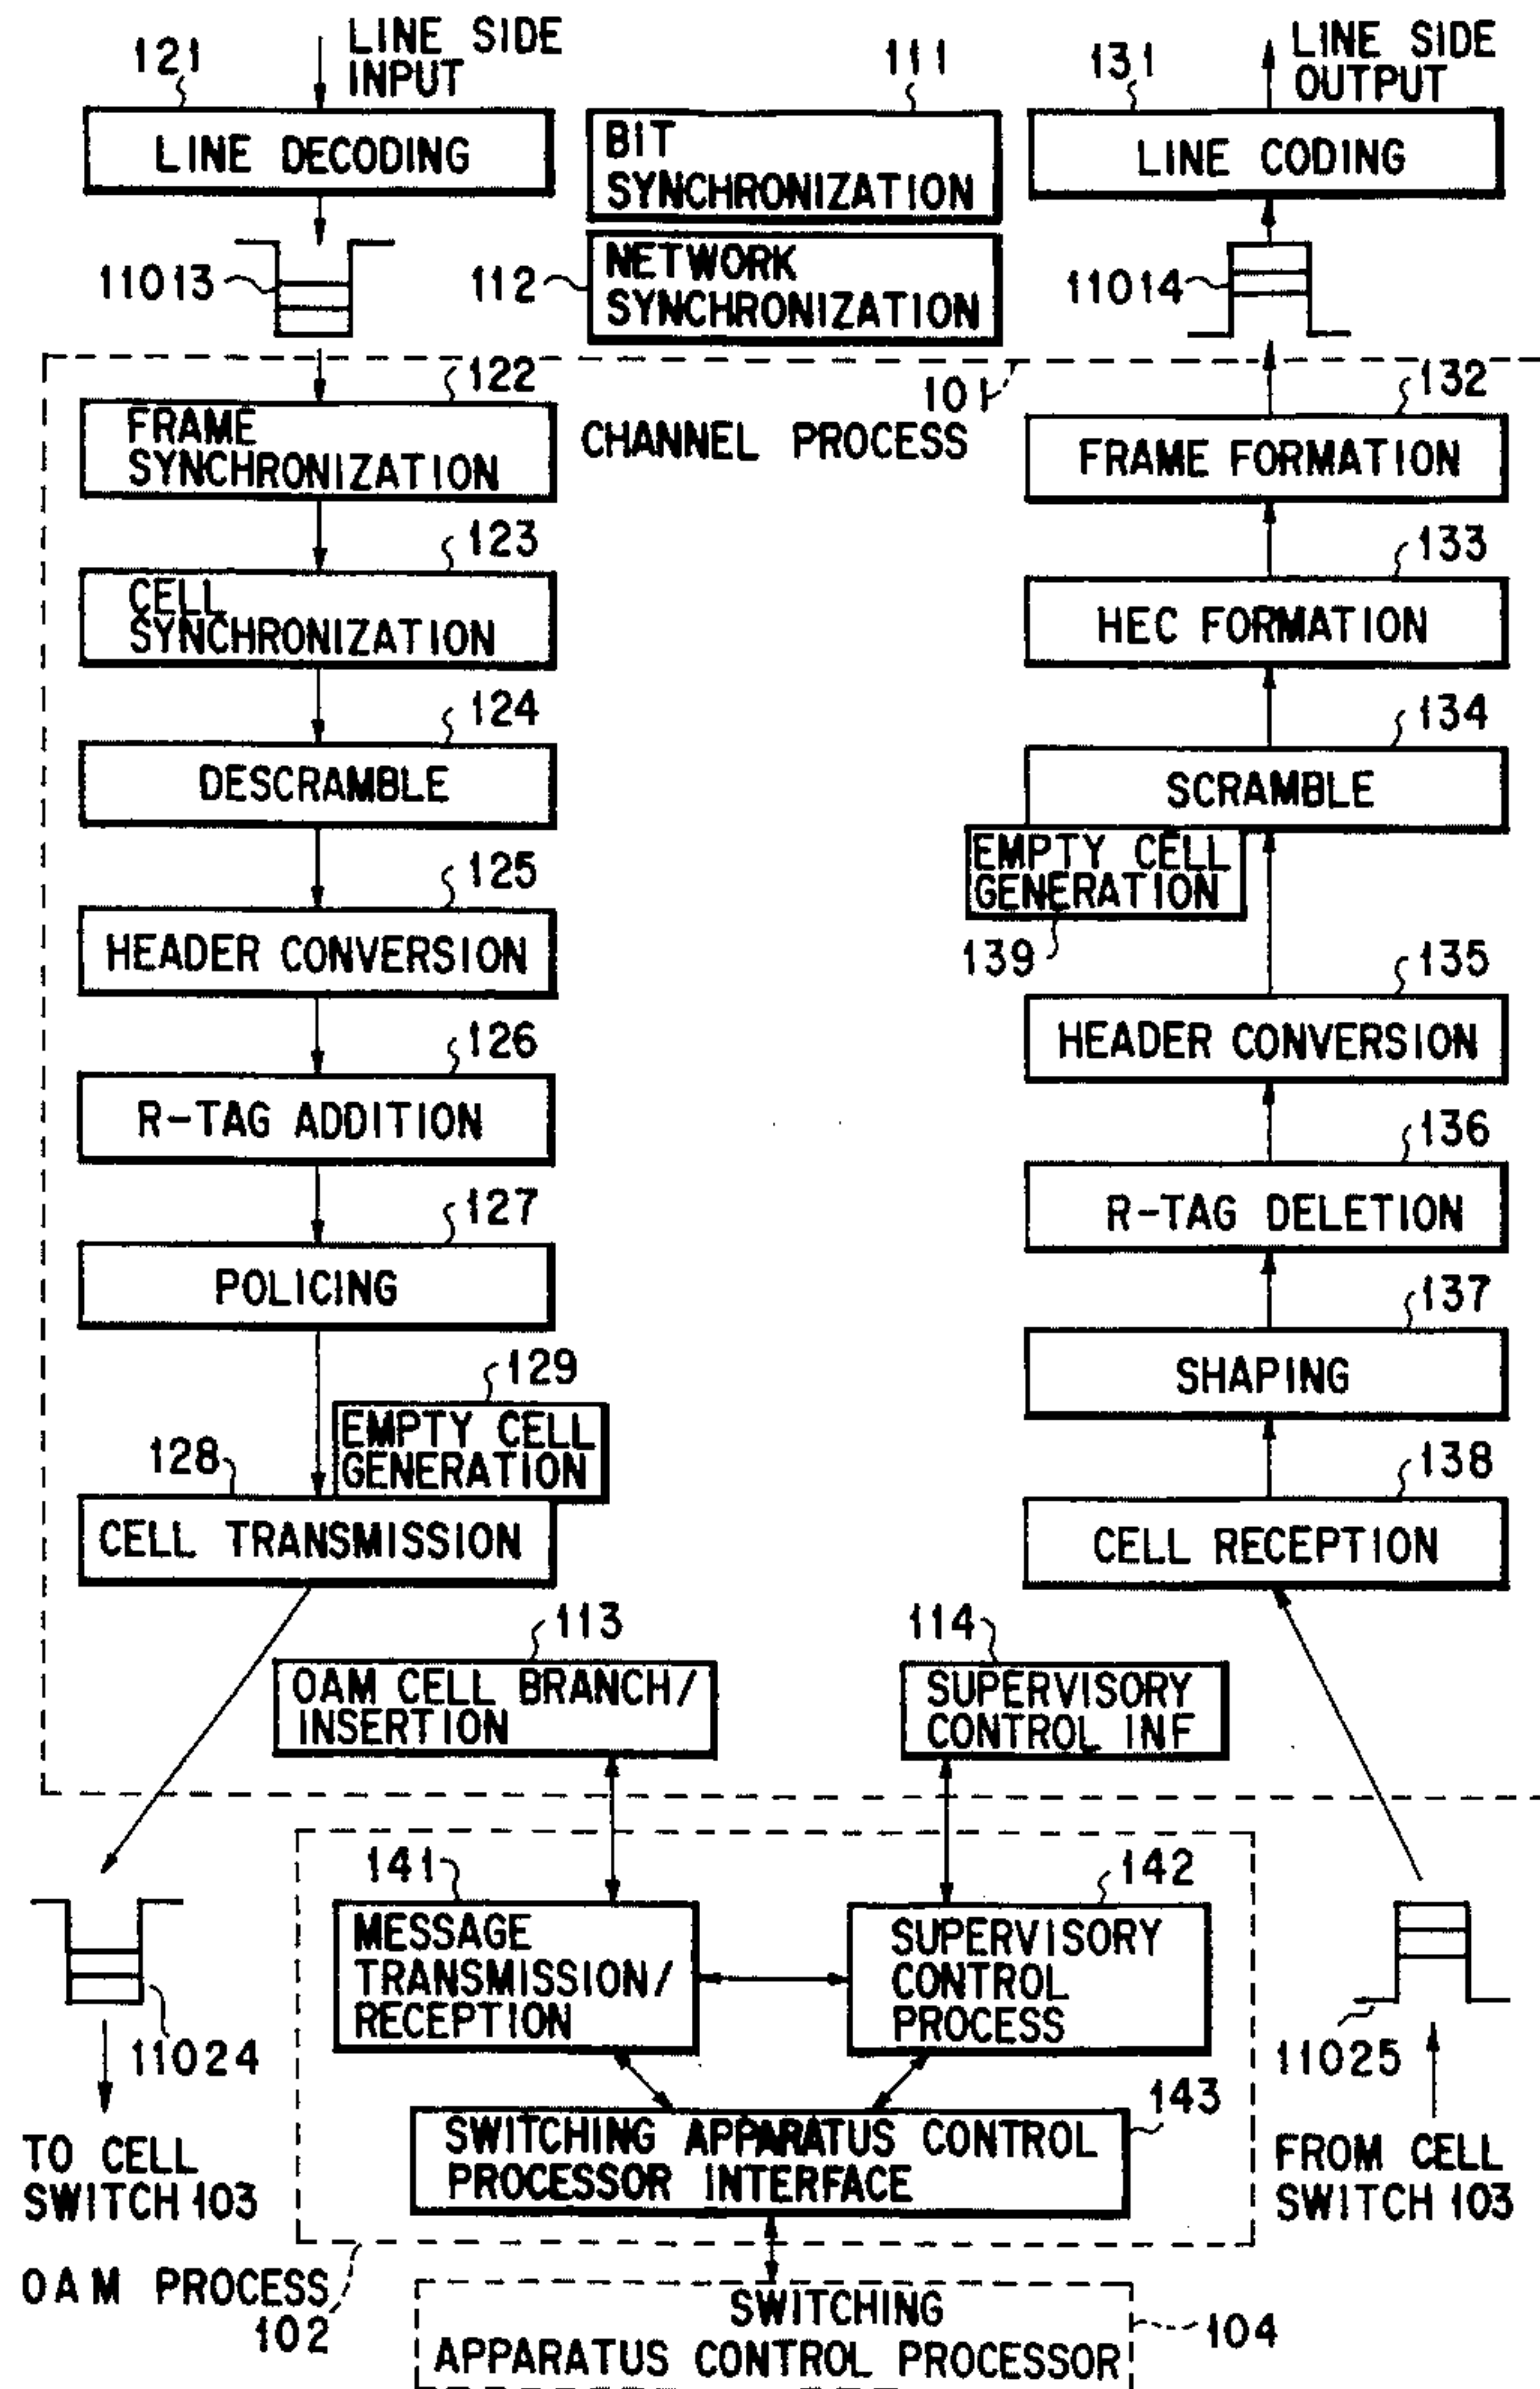 121
LINE SIDE
INPUT
111
131
LINE SIDE
OUTPUT
LINE DECODING
BIT
SYNCHRONIZATION
LINE CODING
11013
112
NETWORK
SYNCHRONIZATION
11014
122
101
132
FRAME
SYNCHRONIZATION
CHANNEL PROCESS
FRAME FORMATION
123
133
CELL
SYNCHRONIZATION
HEC FORMATION
124
134
DESCRAMBLE
SCRAMBLE
125
EMPTY CELL
GENERATION
139
HEADER CONVERSION
135
126
HEADER CONVERSION
R-TAG ADDITION
136
127
R-TAG DELETION
POLICING
137
129
SHAPING
EMPTY CELL
GENERATION
128
138
CELL TRANSMISSION
CELL RECEPTION
113
114
OAM CELL BRANCH/
INSERTION
SUPERVISORY
CONTROL INF
141
142
MESSAGE
TRANSMISSION/
RECEPTION
SUPERVISORY
CONTROL
PROCESS
11024
11025
143
TO CELL
SWITCH 103
SWITCHING APPARATUS CONTROL
PROCESSOR INTERFACE
FROM CELL
SWITCH 103
OAM PROCESS
102
SWITCHING
APPARATUS CONTROL PROCESSOR
104